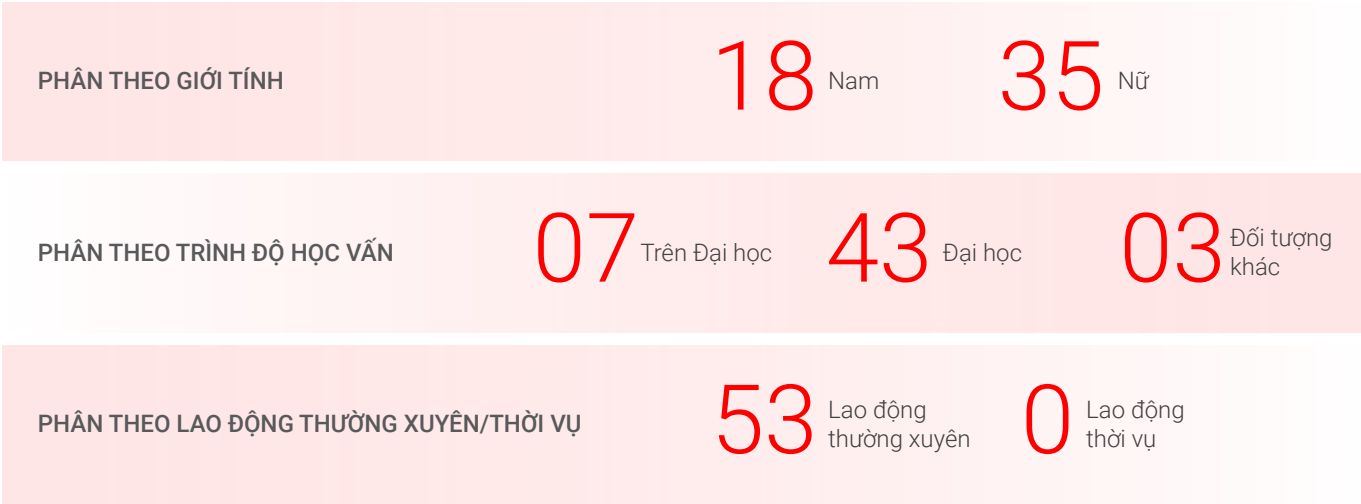 PHÂN THEO GIỚI TÍNH
18 Nam
35 Nữ
PHÂN THEO TRÌNH ĐỘ HỌC VẤN
07 Trên Đại học
43 Đại học
03 Đối tượng
khác
PHÂN THEO LAO ĐỘNG THƯỜNG XUYÊN/THỜI VỤ
53 Lao động
thường xuyên
0 Lao động
thời vụ